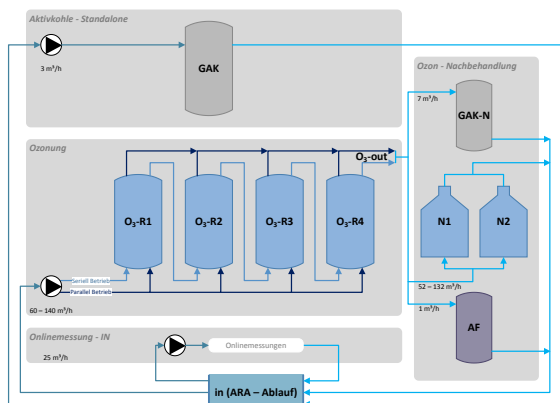 Aktivkohle - Standalone
3 m³/h
GAK
Ozon - Nachbehandlung
7 m³/h
GAK-N
Ozonung
O₃-out
O₃-R1
O₃-R2
O₃-R3
O₃-R4
N1
N2
Seriell Betrieb
Parallel Betrieb
60 – 140 m³/h
52 – 132 m³/h
1 m³/h
AF
Onlinemessung - IN
25 m³/h
Onlinemessungen
in (ARA – Ablauf)